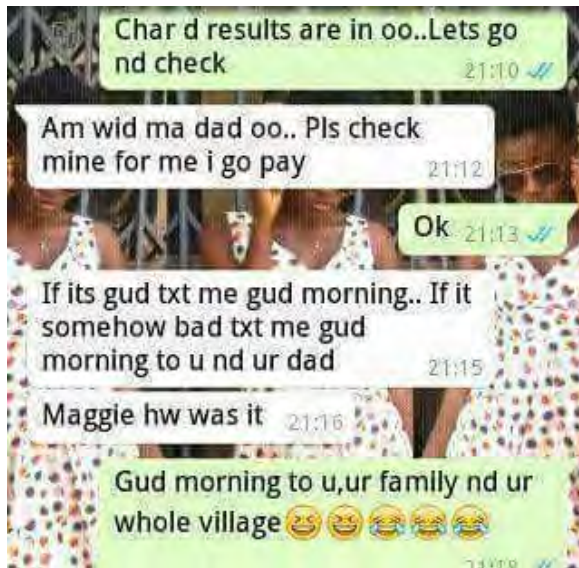 Char d results are in oo..Lets go
nd check
21:10
Am wid ma dad oo.. Pls check
mine for me i go pay
21:12
Ok 21:13
If its gud txt me gud morning.. If it
somehow bad txt me gud
morning to u nd ur dad
21:15
Maggie hw was it 21:16
Gud morning to u,ur family nd ur
whole village😆😆😂😂😂